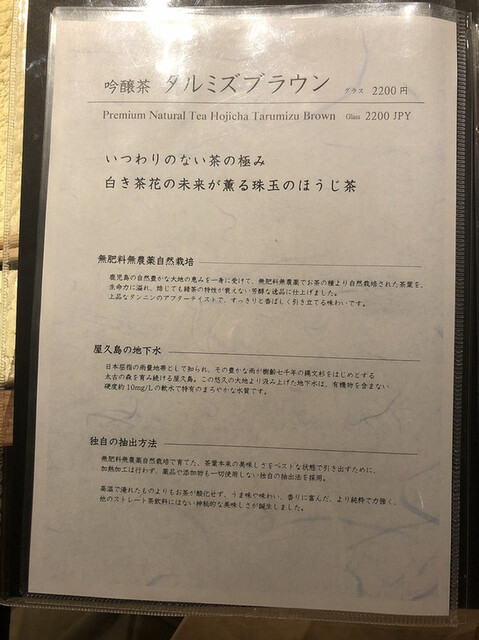 吟醸茶 タルミズブラウン グラス 2200円
Premium Natural Tea Hojicha Tarumizu Brown Glass 2200 JPY
いつわりのない茶の極み
白き茶花の未来が薫る珠玉のほうじ茶
無肥料無農薬自然栽培
鹿児島の自然豊かな大地の恵みを一身に受けて、無肥料無農薬でお茶の種より自然栽培された茶葉を、
生命力に溢れ、焙じても緑茶の特性が衰えない芳醇な逸品に仕上げました。
上品なタンニンのアフターテイストで、すっきりと香ばしく引き立てる味わいです。
屋久島の地下水
日本屈指の雨量地帯として知られ、その豊かな雨が樹齢七千年の縄文杉をはじめとする
太古の森を育み続ける屋久島。この悠久の大地より汲み上げた地下水は、有機物を含まない
硬度約10mg/Lの軟水で特有のまろやかな水質です。
独自の抽出方法
無肥料無農薬自然栽培で育てた、茶葉本来の美味しさをベストな状態で引き出すために、
加熱加工は行わず、薬品や添加物も一切使用しない独自の抽出法を採用。
高温で淹れたものよりもお茶が酸化せず、うま味や味わい、香りに富んだ、より純粋で力強く、
他のストレート茶飲料にはない神秘的な美味しさが誕生しました。